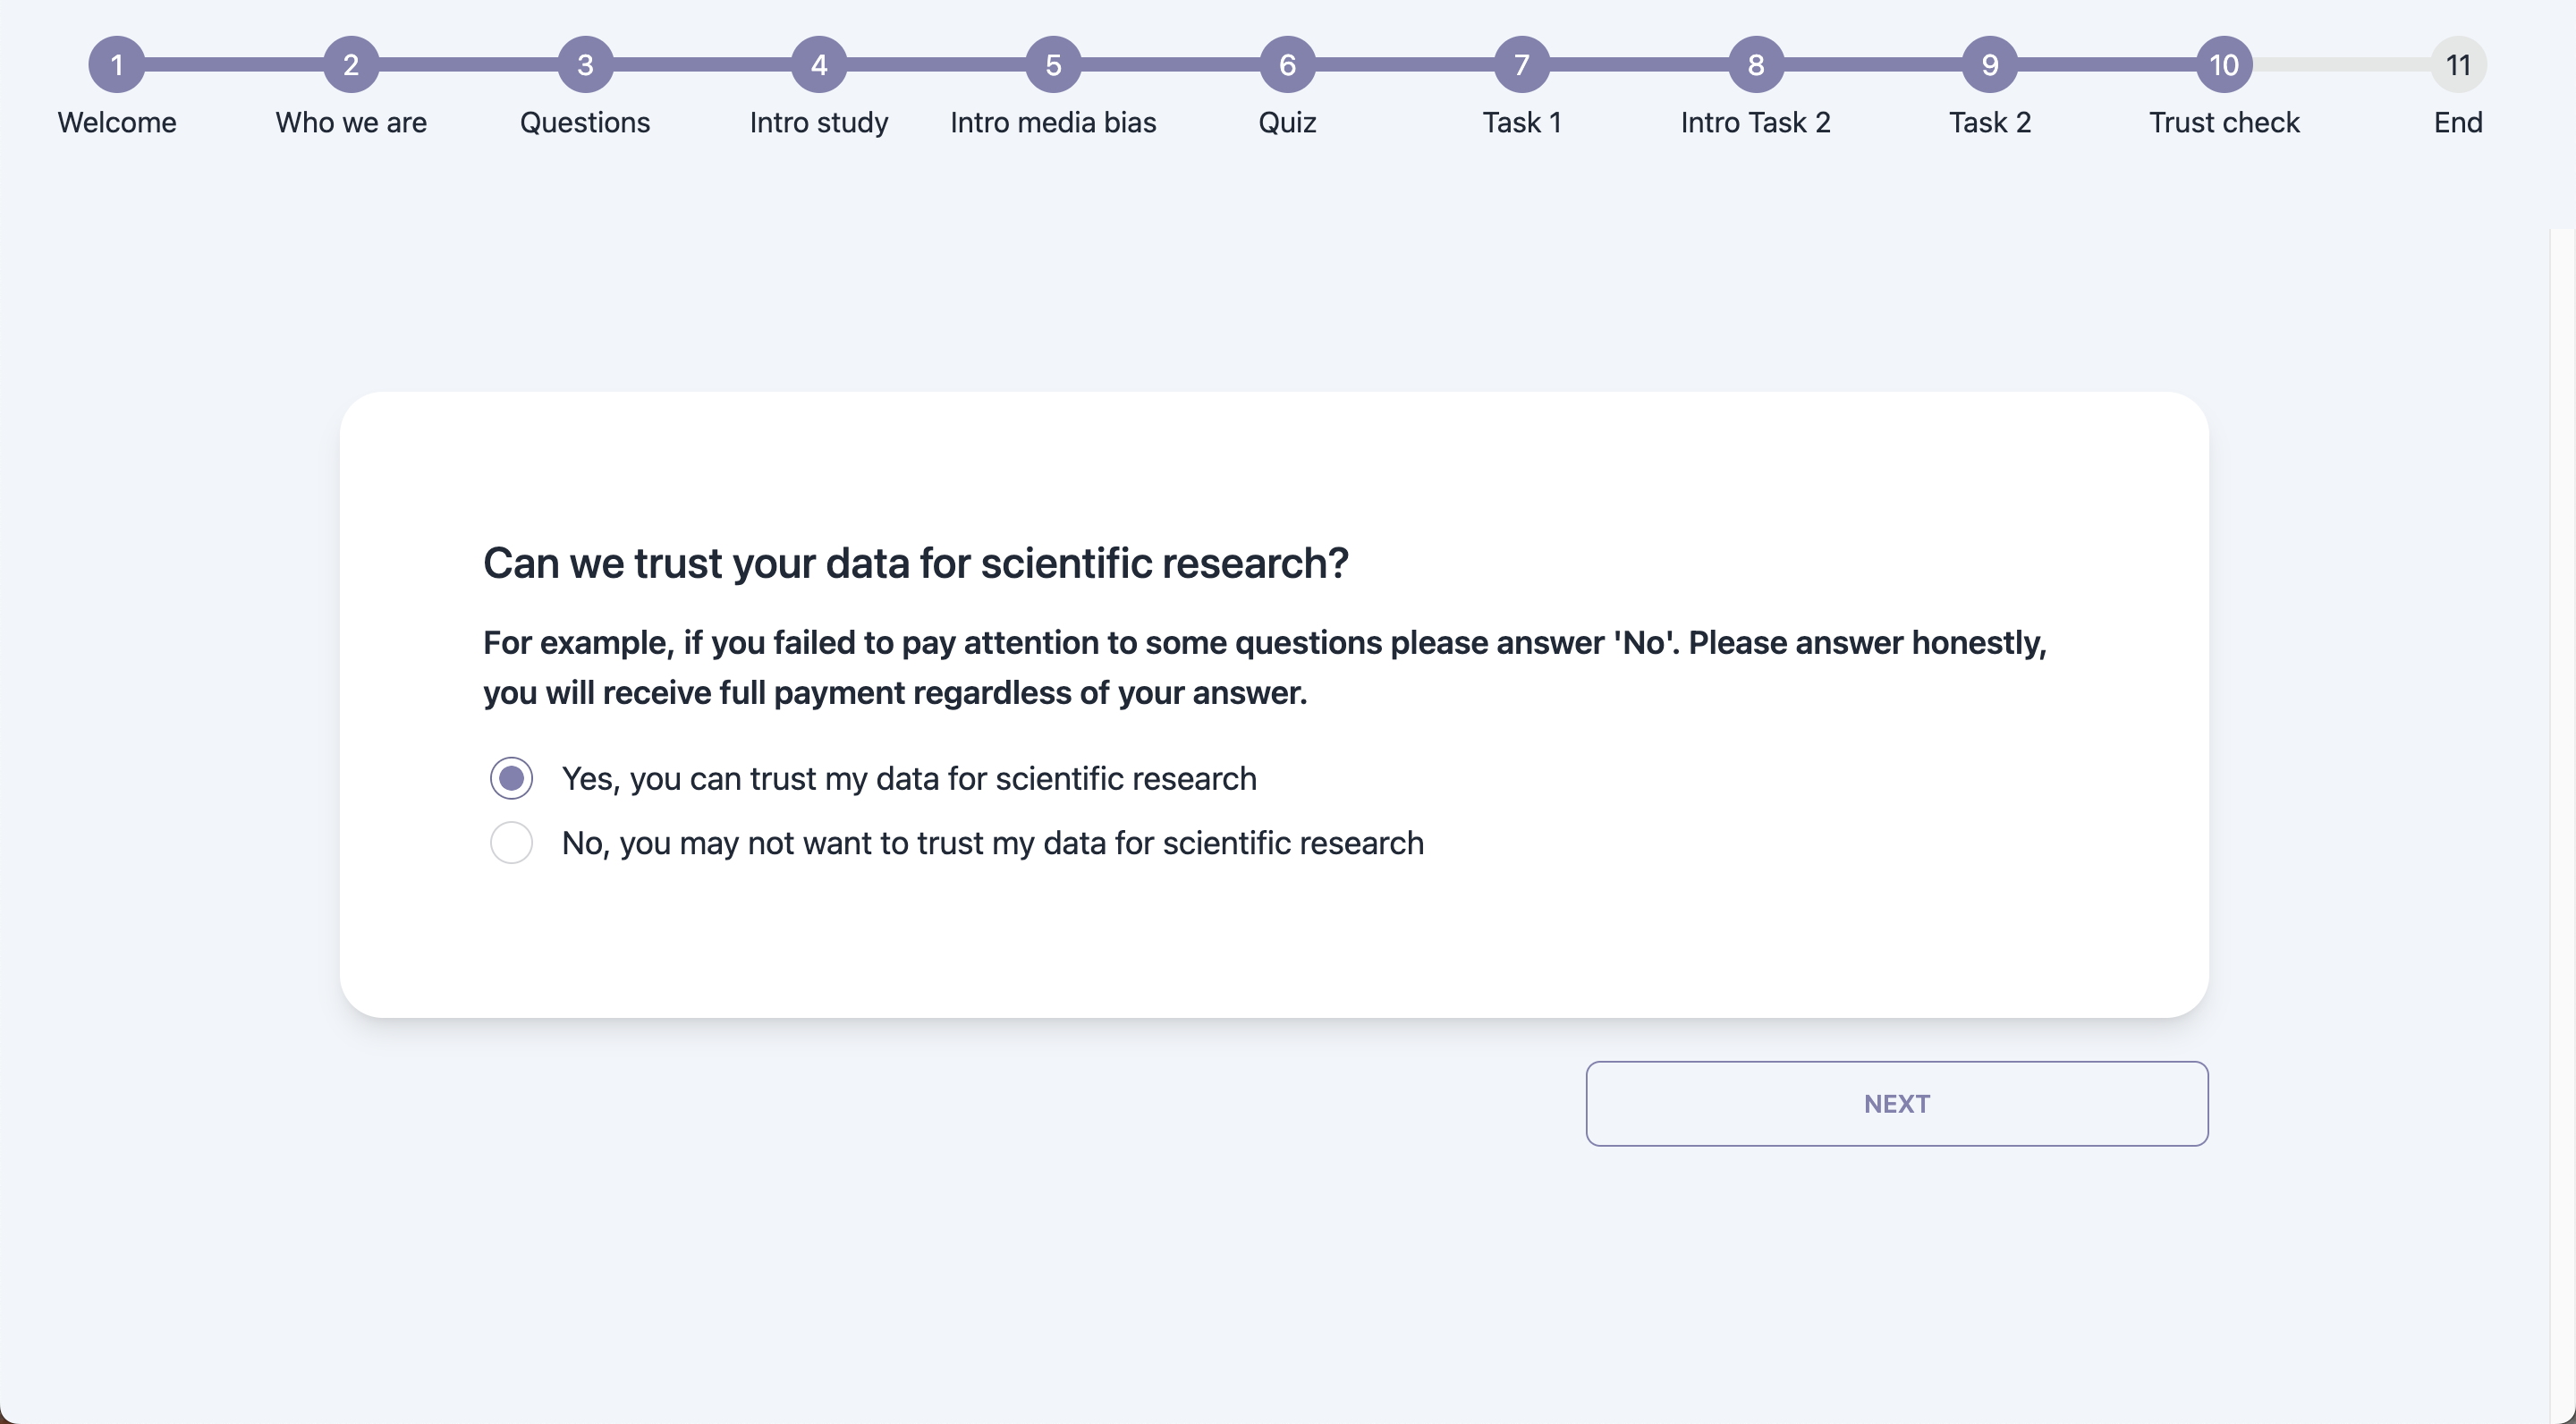 1 2 3 4 5 6 7 8 9 10 11
Welcome Who we are Questions Intro study Intro media bias Quiz Task 1 Intro Task 2 Task 2 Trust check End
Can we trust your data for scientific research?
For example, if you failed to pay attention to some questions please answer 'No'. Please answer honestly,
you will receive full payment regardless of your answer.
Yes, you can trust my data for scientific research
No, you may not want to trust my data for scientific research
NEXT